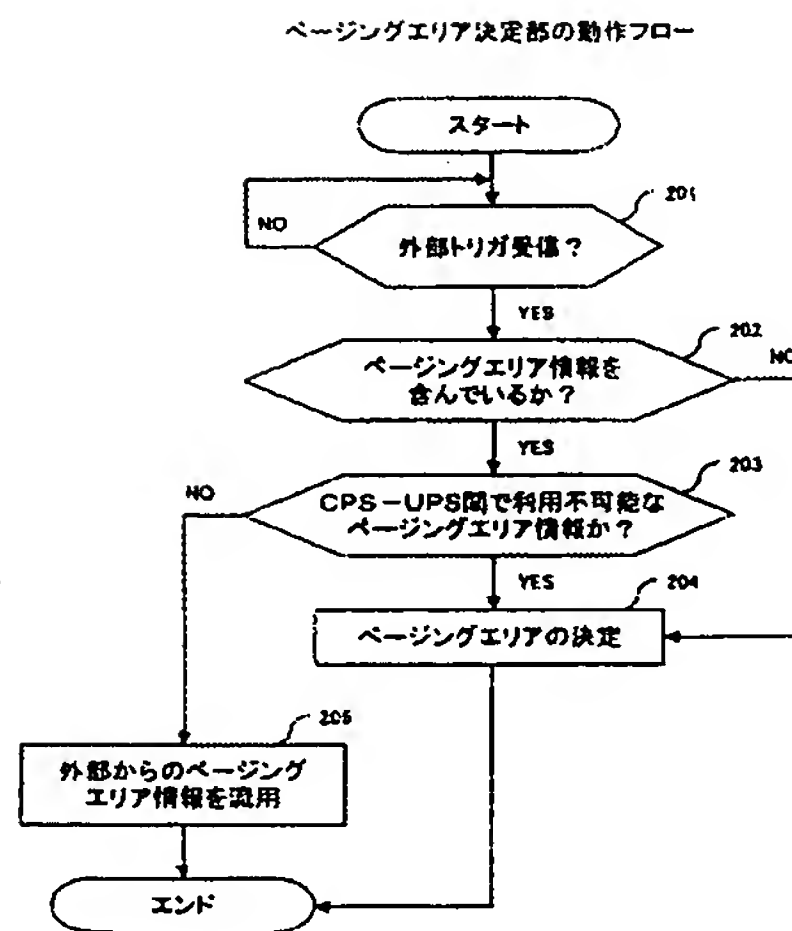 ページングエリア決定部の動作フロー
スタート
201
NO
外部トリガ受信?
YES
202
NO
ページングエリア情報を
含んでいるか?
YES
203
NO
CPS-UPS間で利用不可能な
ページングエリア情報か?
YES
204
ページングエリアの決定
205
外部からのページング
エリア情報を流用
エンド